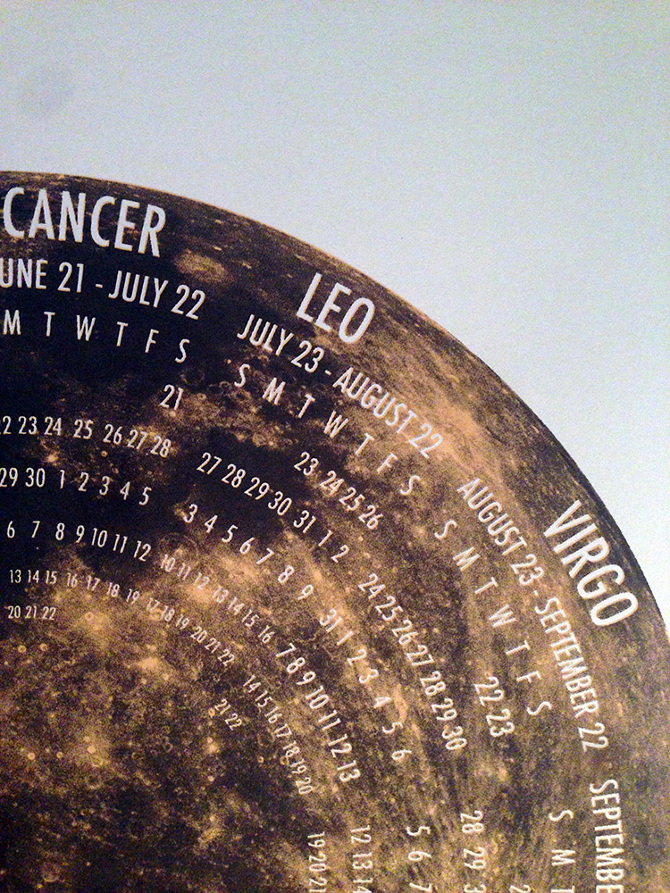 CANCER
UNE 21 - JULY 22
M T W T F S
21
22 23 24 25 26 27 28
29 30 1 2 3 4 5
6 7 8 9 10 11 12
13 14 15 16 17 18 19
20 21 22
LEO
JULY 23 - AUGUST 22
S M T W T F S
23 24 25 26
27 28 29 30 31 1 2
3 4 5 6 7 8 9
10 11 12 13 14 15 16
17 18 19 20 21 22
VIRGO
AUGUST 23 - SEPTEMBER 22
S M T W T F S
22 23
24 25 26 27 28 29 30
31 1 2 3 4 5 6
7 8 9 10 11 12 13
14 15 16 17 18 19 20
21 22
SEPTEMBE
S M
28 29 3
5 6 7
12 13 14
19 20 21